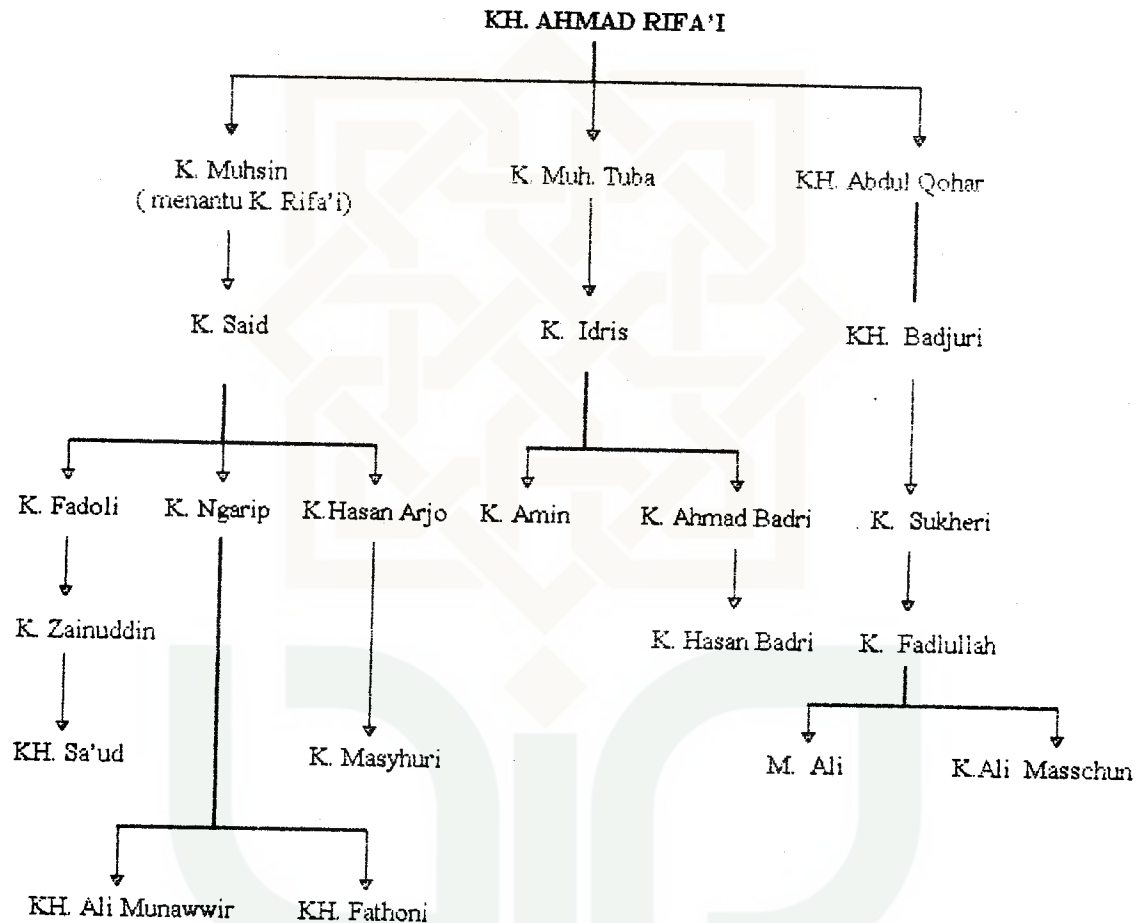 KH. AHMAD RIFA'I
K. Muhsin
( menantu K. Rifa'i)
K. Muh. Tuba
KH. Abdul Qohar
K. Said
K. Idris
KH. Badjuri
K. Fadoli
K. Ngarip
K.Hasan Arjo
K. Amin
K. Ahmad Badri
K. Sukheri
K. Zainuddin
K. Hasan Badri
K. Fadlullah
KH. Sa'ud
K. Masyhuri
M. Ali
K.Ali Masschun
KH. Ali Munawwir
KH. Fathoni